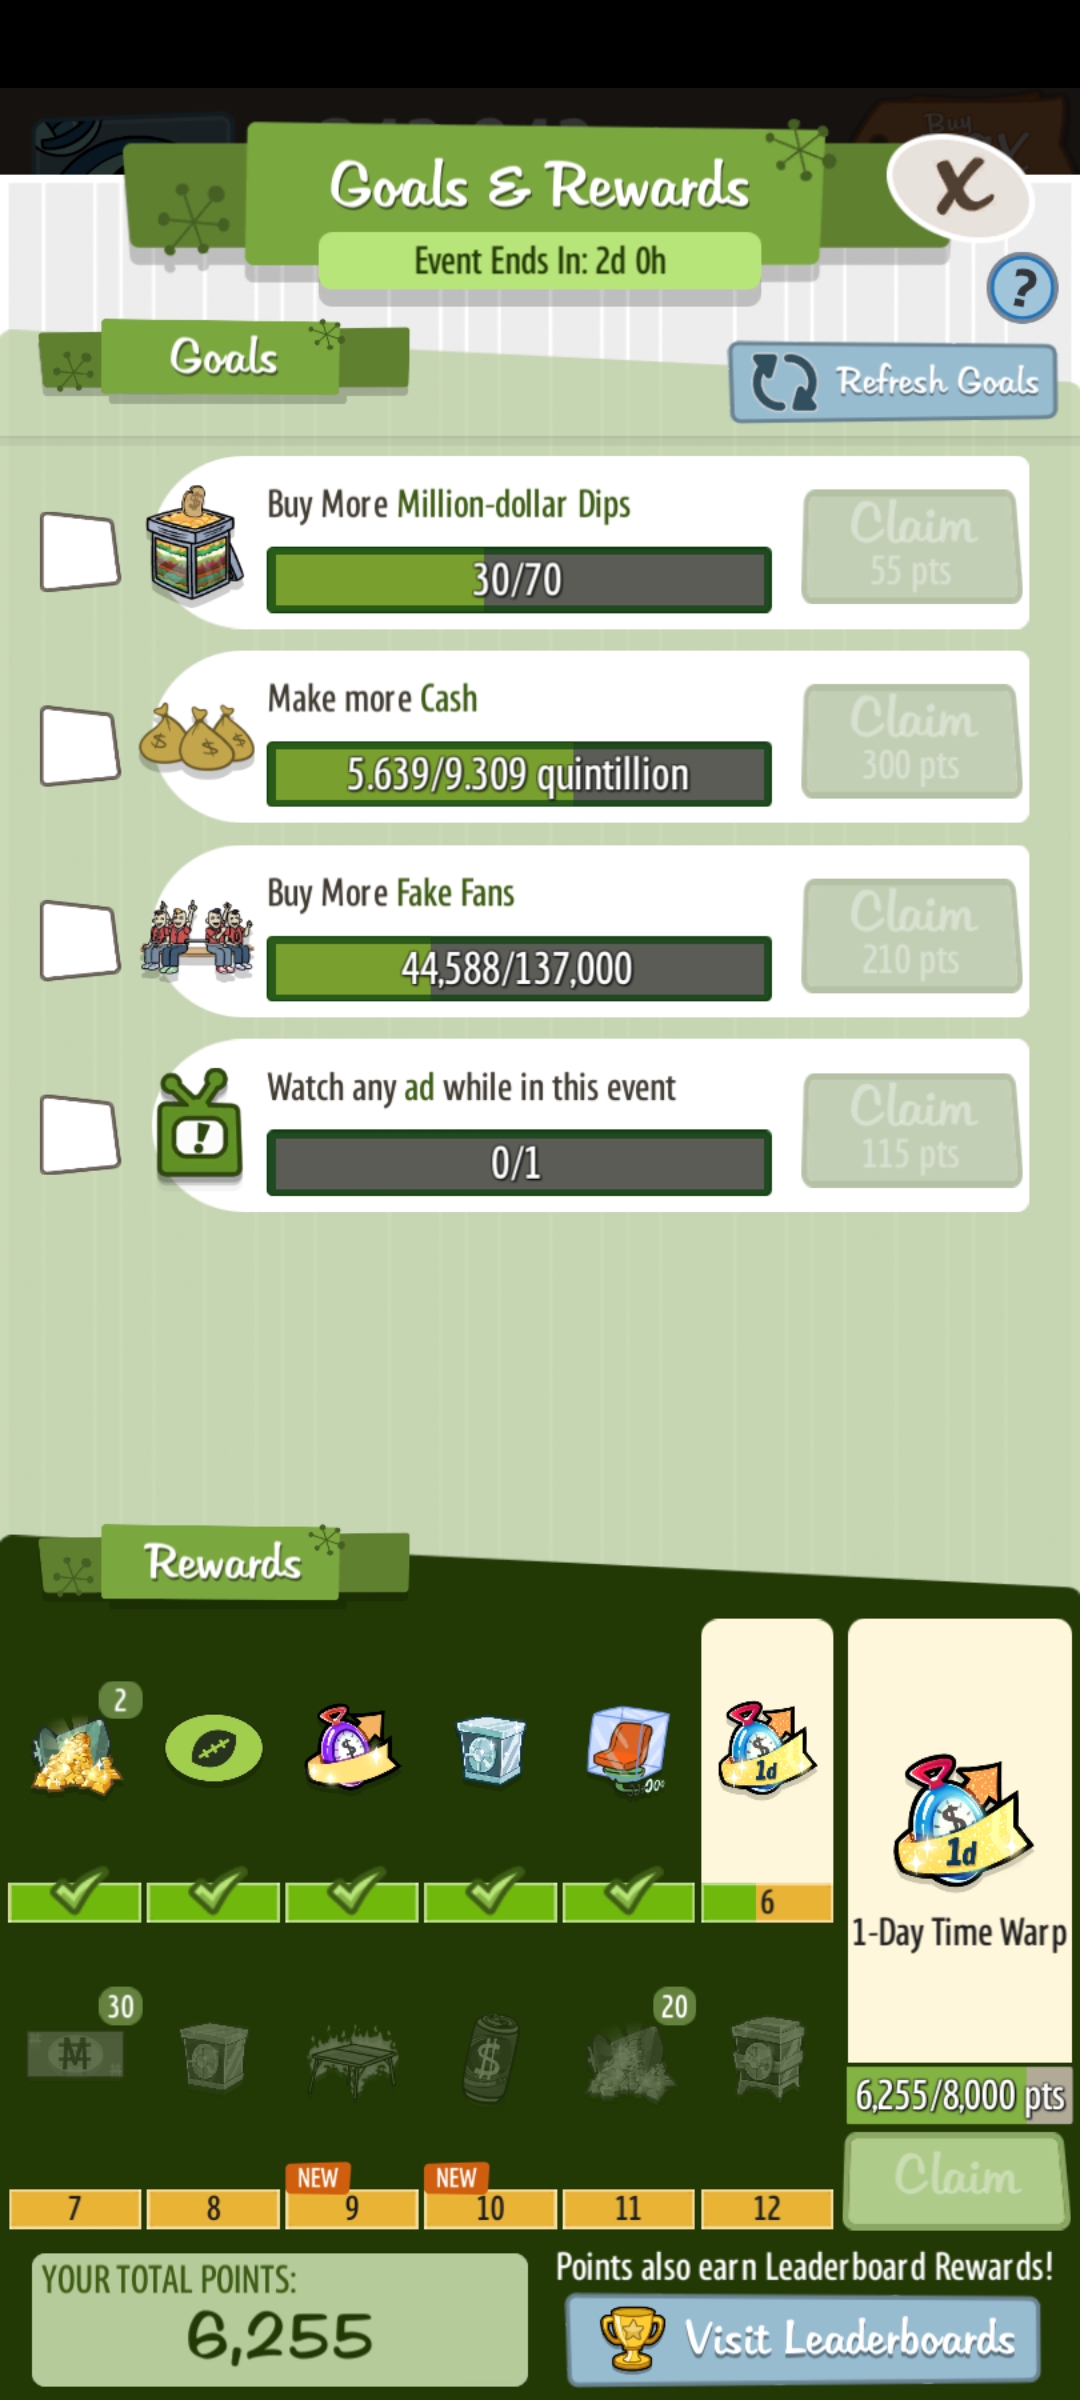 Buy
Goals & Rewards
X
Event Ends In: 2d 0h
?
Goals
Refresh Goals
Buy More Million-dollar Dips
30/70
Claim
55 pts
Make more Cash
5.639/9.309 quintillion
Claim
300 pts
Buy More Fake Fans
44,588/137,000
Claim
210 pts
Watch any ad while in this event
0/1
Claim
115 pts
Rewards
2
1d
1d
1-Day Time Warp
6
30
20
6,255/8,000 pts
Claim
NEW
NEW
7
8
9
10
11
12
YOUR TOTAL POINTS:
6,255
Points also earn Leaderboard Rewards!
Visit Leaderboards